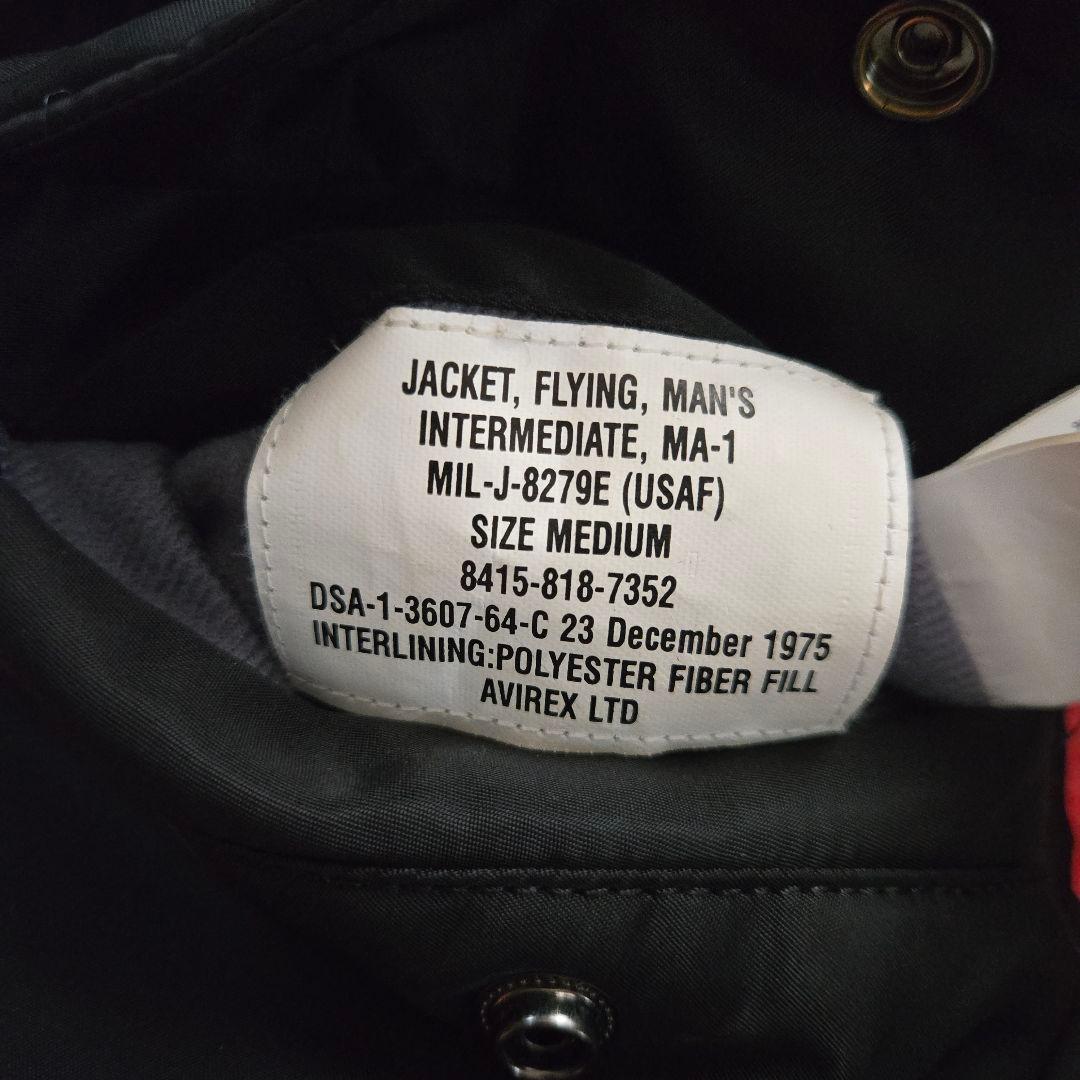 JACKET, FLYING, MAN'S
INTERMEDIATE, MA-1
MIL-J-8279E (USAF)
SIZE MEDIUM
8415-818-7352
DSA-1-3607-64-C 23 December 1975
INTERLINING:POLYESTER FIBER FILL
AVIREX LTD